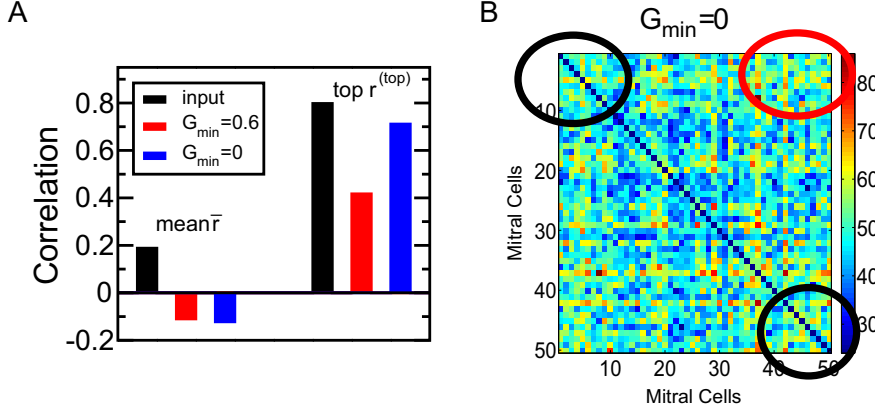 A
Correlation
0.8
0.6
0.4
0.2
0
-0.2
input
G_min=0.6
G_min=0
top r^(top)
mean r̄
B
G_min=0
Mitral Cells
10
20
30
40
50
10 20 30 40 50
Mitral Cells
80
70
60
50
40
30